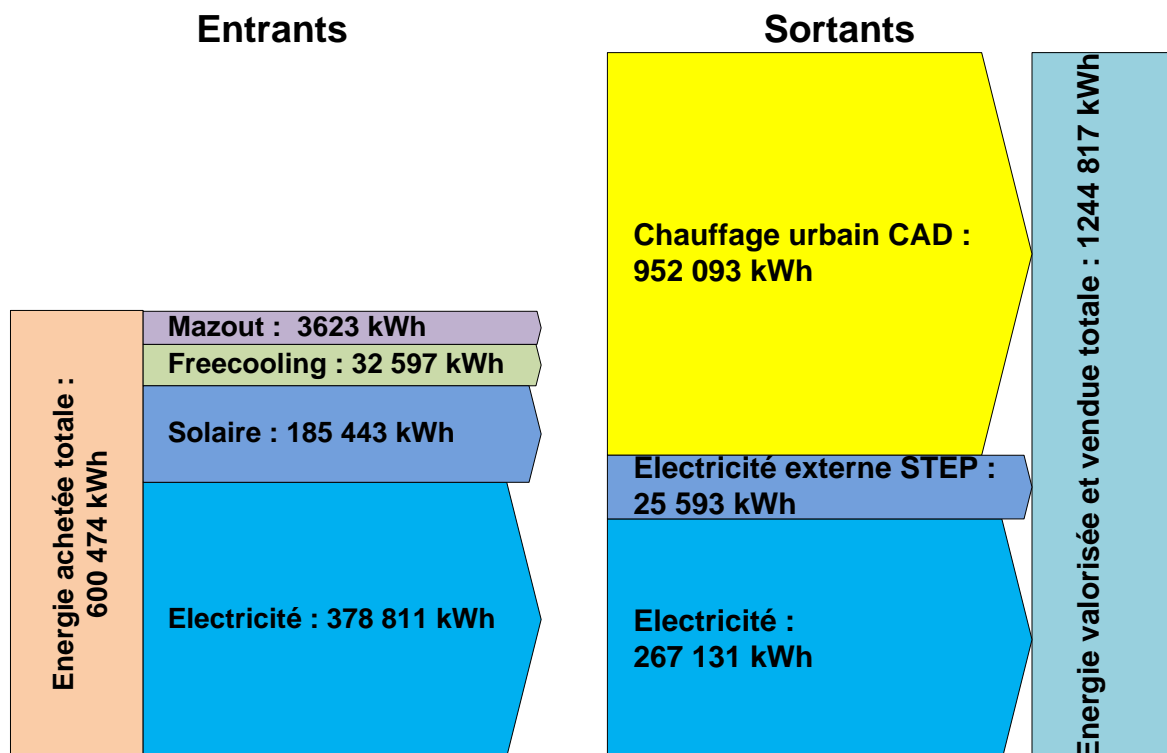 Entrants
Sortants
Energie achetée totale :
600 474 kWh
Mazout :  3623 kWh
Freecooling : 32 597 kWh
Solaire : 185 443 kWh
Electricité : 378 811 kWh
Chauffage urbain CAD :
952 093 kWh
Electricité externe STEP :
25 593 kWh
Electricité :
267 131 kWh
Energie valorisée et vendue totale : 1244 817 kWh